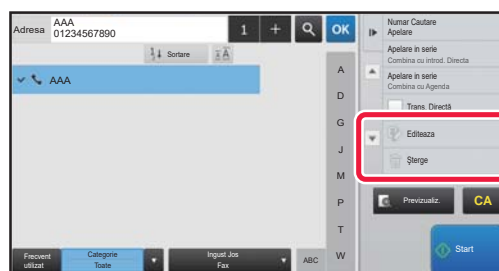 Adresa
AAA
01234567890
1
+
OK
Sortare
AAA
A
D
G
J
M
P
T
W
Frecvent
utilizat
Categorie
Toate
Ingust Jos
Fax
ABC
Numar Cautare
Apelare
Apelare in serie
Combina cu introd. Directa
Apelare in serie
Combina cu Agenda
Trans. Directă
Editeaza
Şterge
Previzualiz.
CA
Start